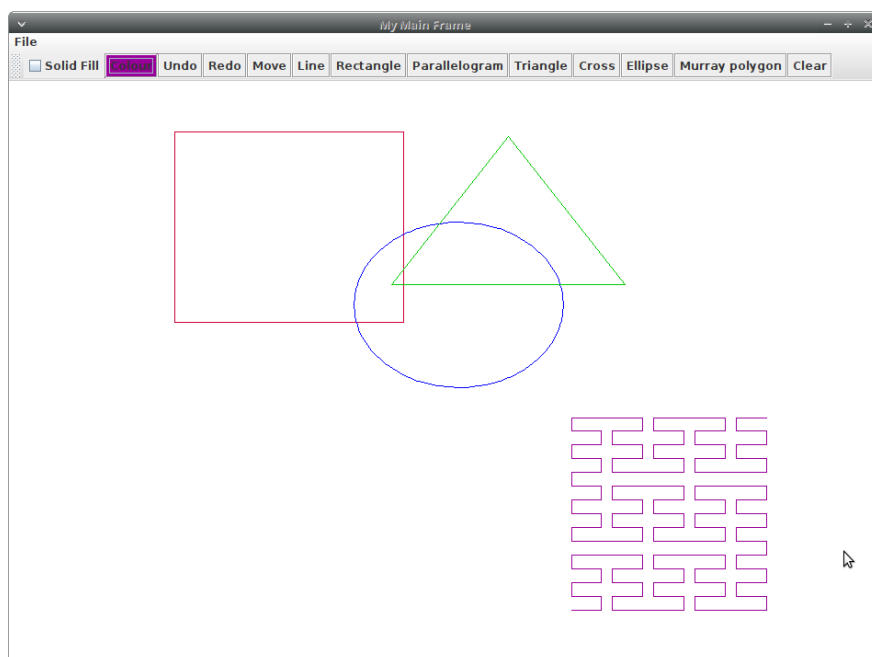 My Main Frame
File
Solid Fill Colour Undo Redo Move Line Rectangle Parallelogram Triangle Cross Ellipse Murray polygon Clear